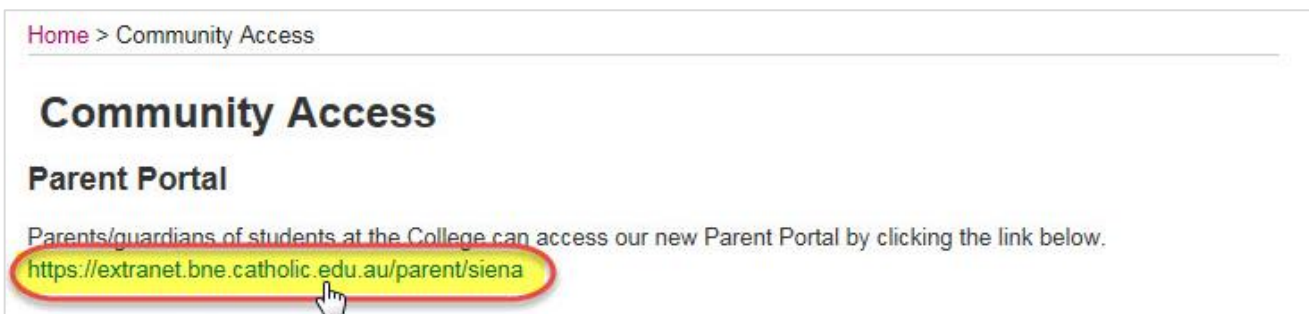 Home > Community Access
Community Access
Parent Portal
Parents/guardians of students at the College can access our new Parent Portal by clicking the link below.
https://extranet.bne.catholic.edu.au/parent/siena